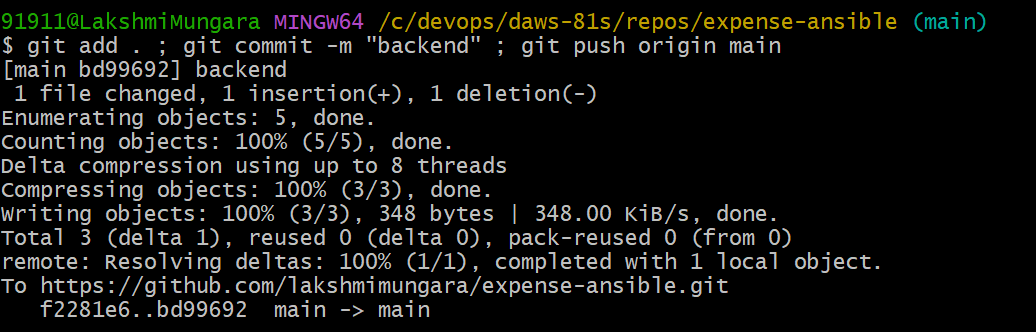 91911@LakshmiMungara MINGW64 /c/devops/daws-81s/repos/expense-ansible (main)
$ git add . ; git commit -m "backend" ; git push origin main
[main bd99692] backend
 1 file changed, 1 insertion(+), 1 deletion(-)
Enumerating objects: 5, done.
Counting objects: 100% (5/5), done.
Delta compression using up to 8 threads
Compressing objects: 100% (3/3), done.
Writing objects: 100% (3/3), 348 bytes | 348.00 KiB/s, done.
Total 3 (delta 1), reused 0 (delta 0), pack-reused 0 (from 0)
remote: Resolving deltas: 100% (1/1), completed with 1 local object.
To https://github.com/lakshmimungara/expense-ansible.git
   f2281e6..bd99692  main -> main